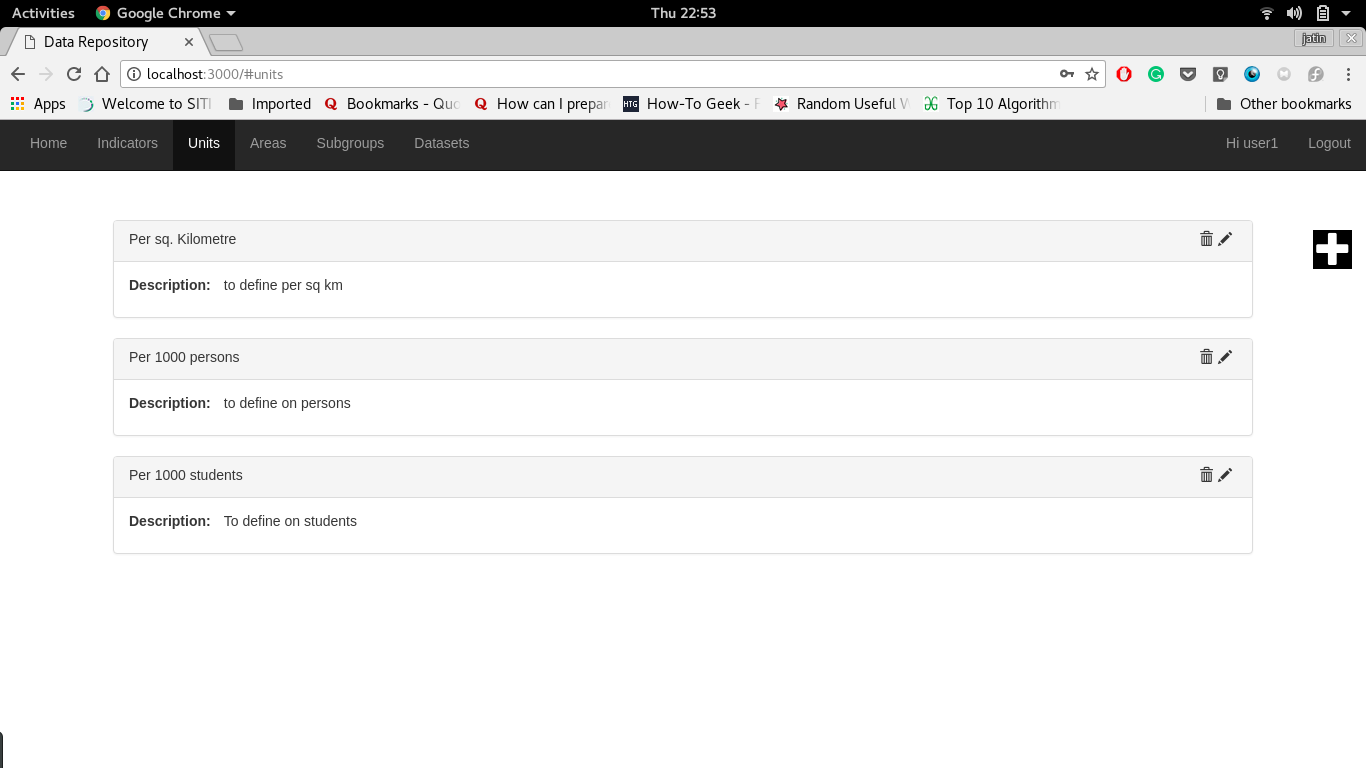 Activities Google Chrome Thu 22:53
Data Repository jatin
localhost:3000/#units
Apps Welcome to SITI Imported Bookmarks - Quo How can I prepar HTG How-To Geek - F Random Useful W Top 10 Algorithm Other bookmarks
Home Indicators Units Areas Subgroups Datasets Hi user1 Logout
Per sq. Kilometre
Description: to define per sq km
Per 1000 persons
Description: to define on persons
Per 1000 students
Description: To define on students